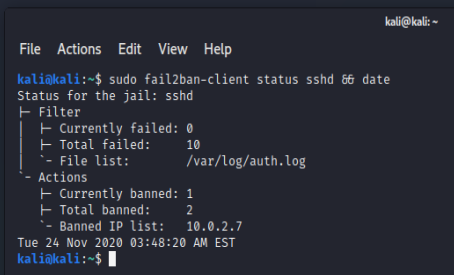 kali@kali: ~
File Actions Edit View Help
kali@kali:~$ sudo fail2ban-client status sshd && date
Status for the jail: sshd
|- Filter
|  |- Currently failed: 0
|  |- Total failed:     10
|  `- File list:        /var/log/auth.log
`- Actions
   |- Currently banned: 1
   |- Total banned:     2
   `- Banned IP list:   10.0.2.7
Tue 24 Nov 2020 03:48:20 AM EST
kali@kali:~$